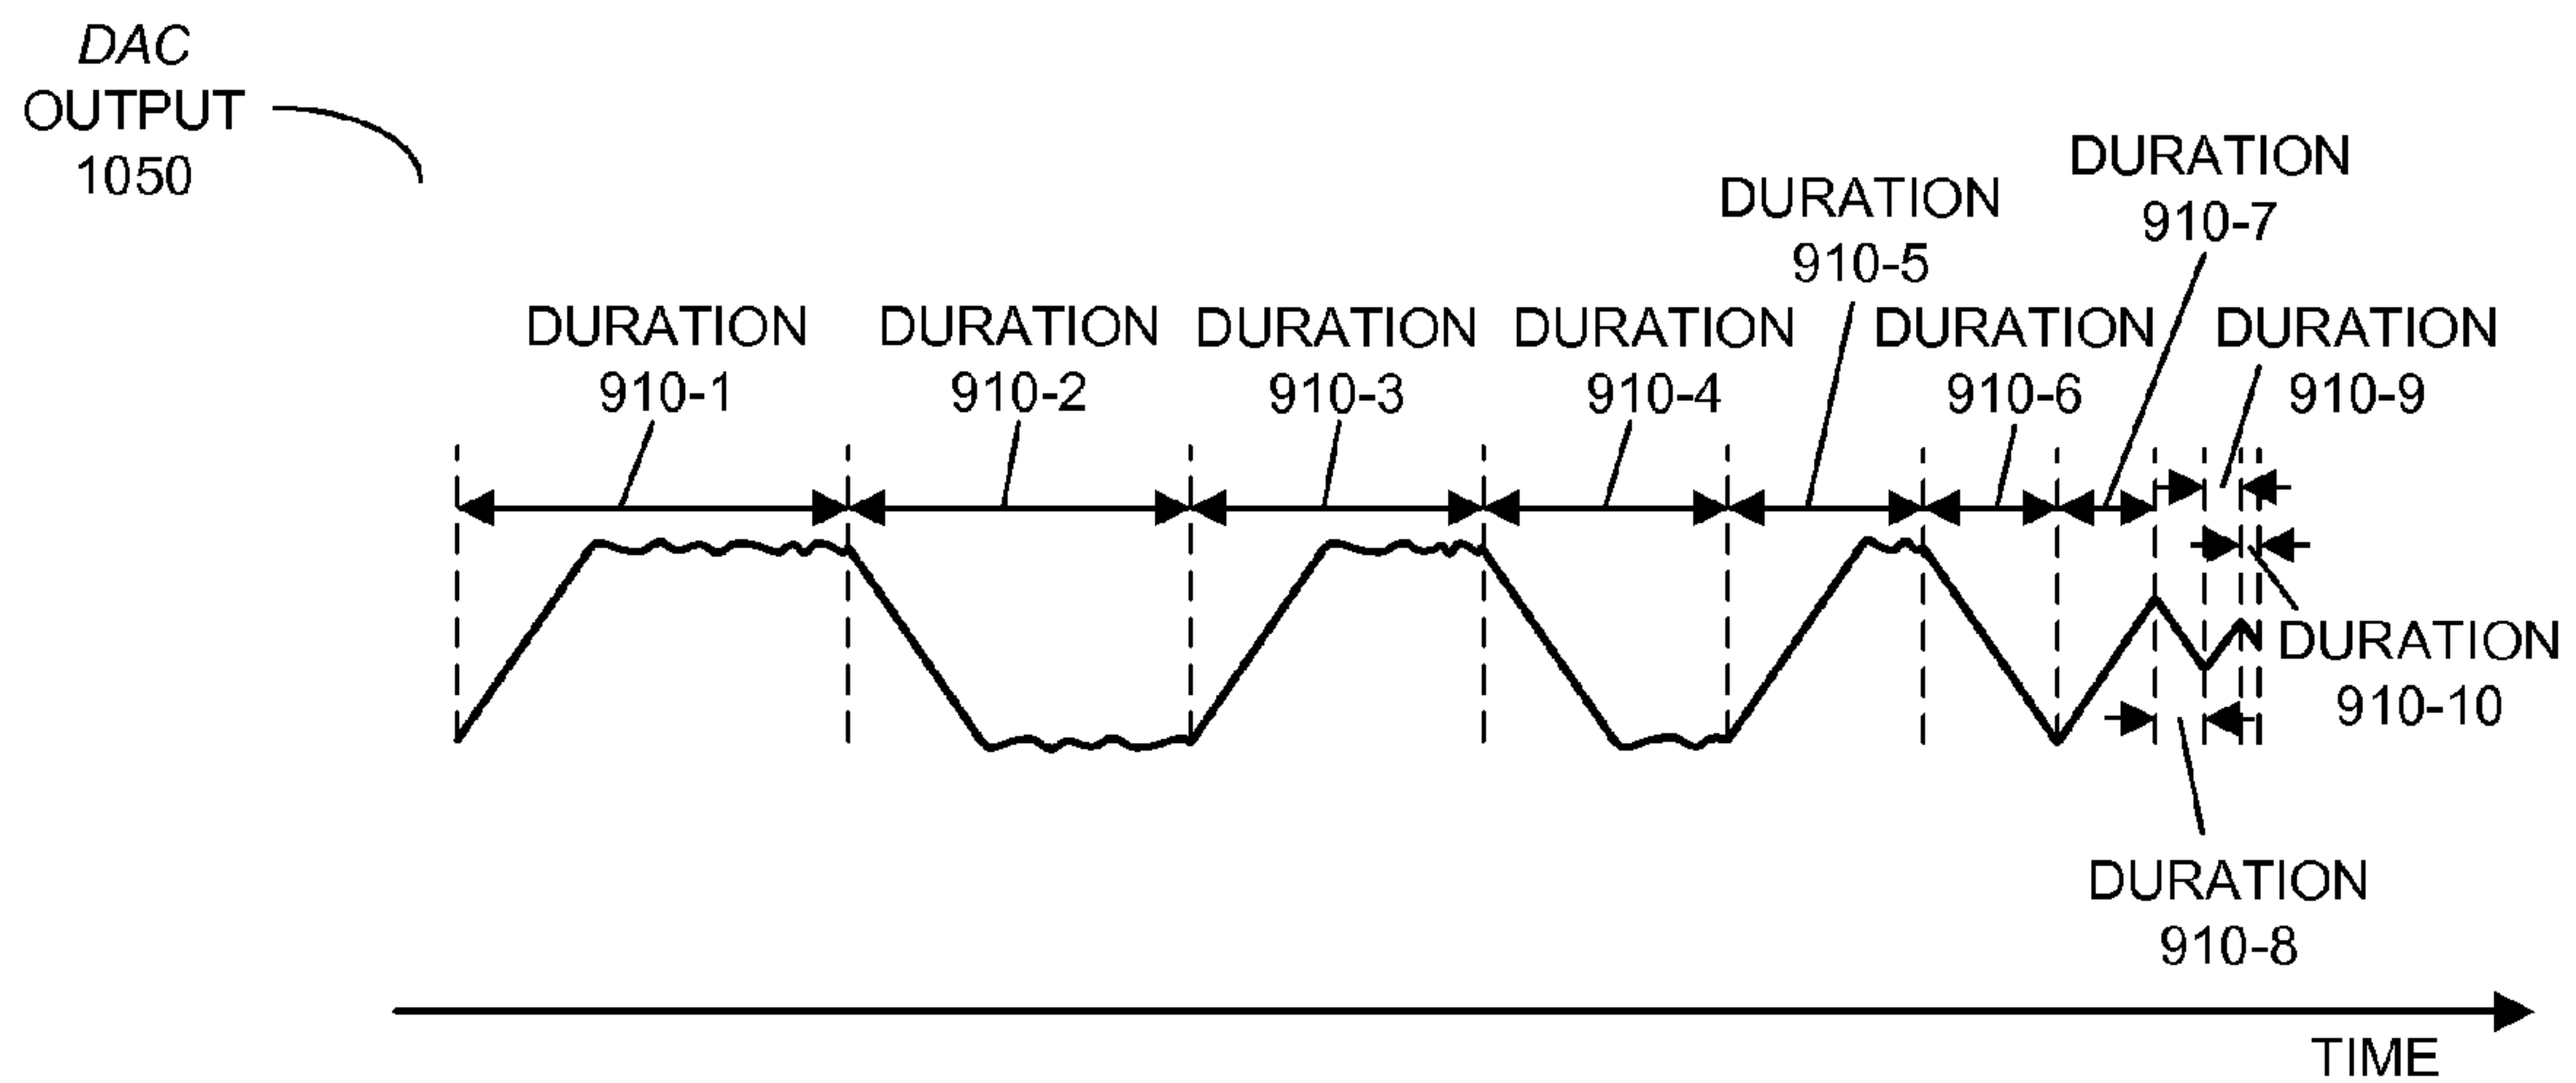 DAC
OUTPUT
1050
DURATION
910-1
DURATION
910-2
DURATION
910-3
DURATION
910-4
DURATION
910-5
DURATION
910-6
DURATION
910-7
DURATION
910-9
DURATION
910-10
DURATION
910-8
TIME